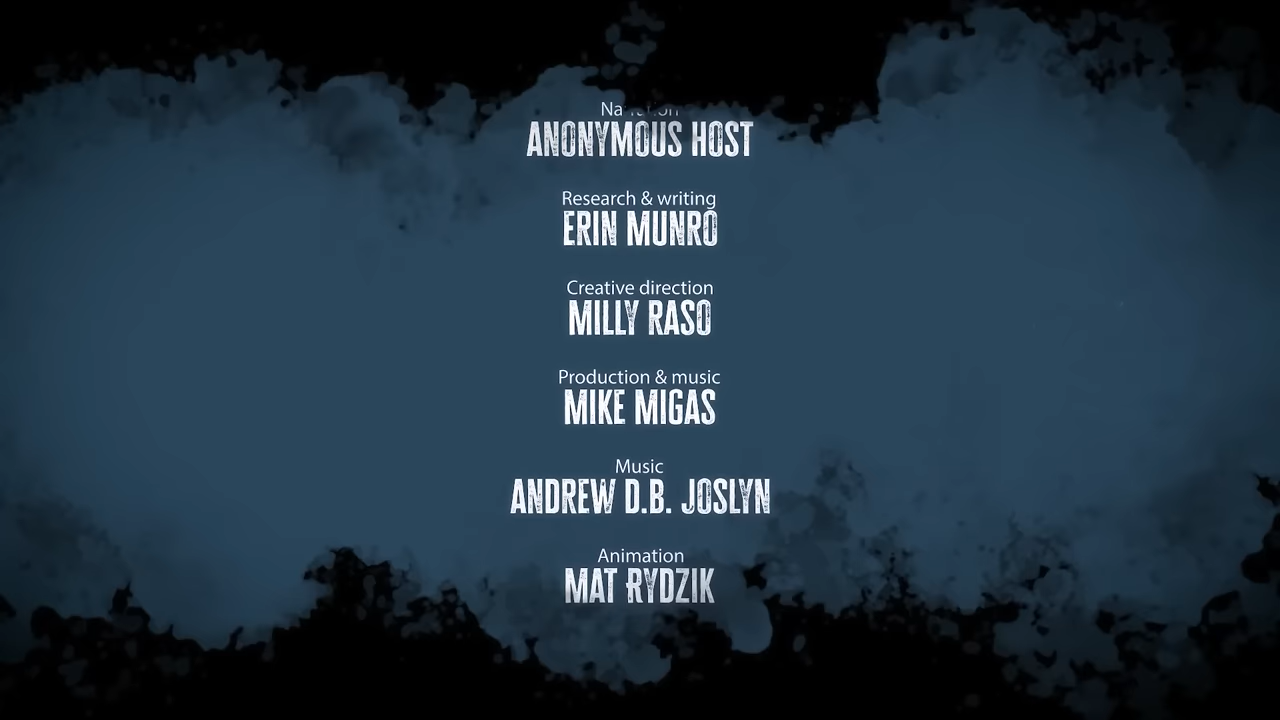 ANONYMOUS HOST
Research & writing
ERIN MUNRO
Creative direction
MILLY RASO
Production & music
MIKE MIGAS
Music
ANDREW D.B. JOSLYN
Animation
MAT RYDZIK